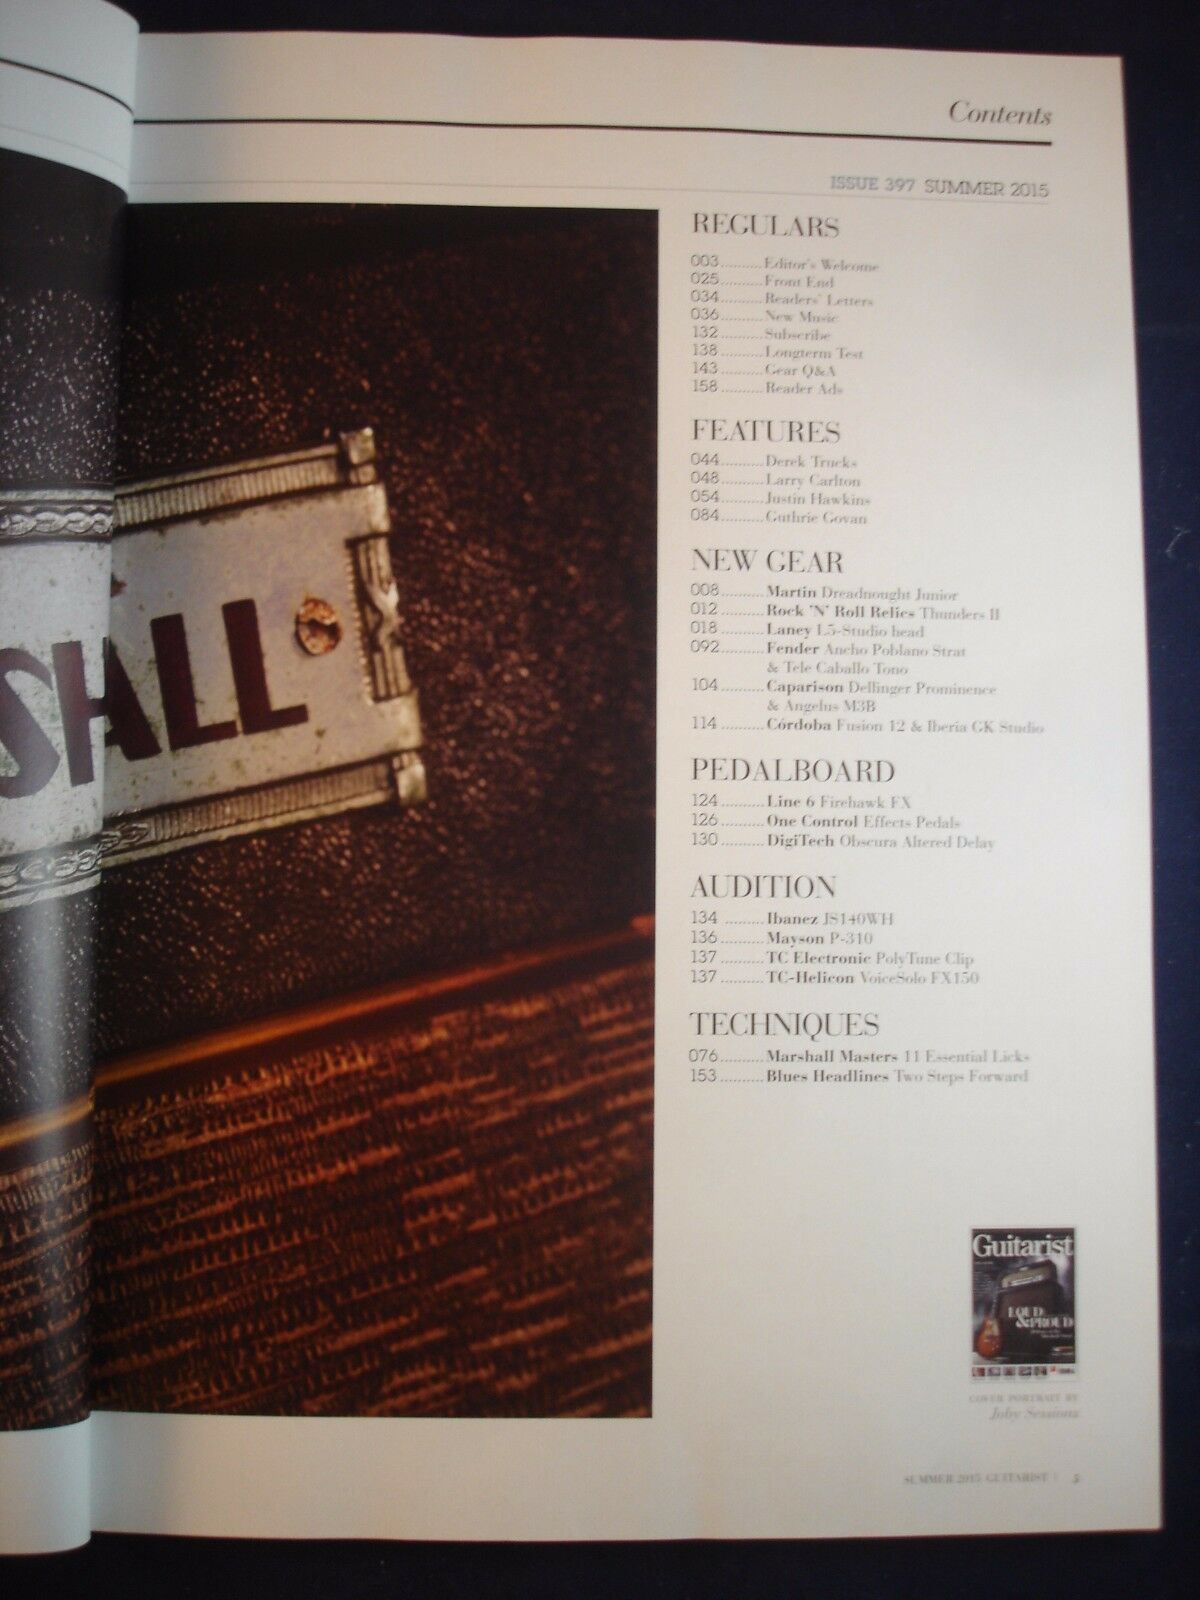 Contents
ISSUE 397 SUMMER 2015
SHALL
REGULARS
003..........Editor's Welcome
025..........Front End
034..........Readers' Letters
036..........New Music
132..........Subscribe
138..........Longterm Test
143..........Gear Q&A
158..........Reader Ads
FEATURES
044..........Derek Trucks
048..........Larry Carlton
054..........Justin Hawkins
084..........Guthrie Govan
NEW GEAR
008..........Martin Dreadnought Junior
012..........Rock 'N' Roll Relics Thunders II
018..........Laney L5-Studio head
092..........Fender Ancho Poblano Strat
& Tele Caballo Tono
104..........Caparison Dellinger Prominence
& Angelus M3B
114..........Córdoba Fusion 12 & Iberia GK Studio
PEDALBOARD
124..........Line 6 Firehawk FX
126..........One Control Effects Pedals
130..........DigiTech Obscura Altered Delay
AUDITION
134 .........Ibanez JS140WH
136..........Mayson P-310
137..........TC Electronic PolyTune Clip
137..........TC-Helicon VoiceSolo FX150
TECHNIQUES
076..........Marshall Masters 11 Essential Licks
153..........Blues Headlines Two Steps Forward
Guitarist
LOUD
&PROUD
COVER PORTRAIT BY
Joby Sessions
SUMMER 2015 GUITARIST | 5